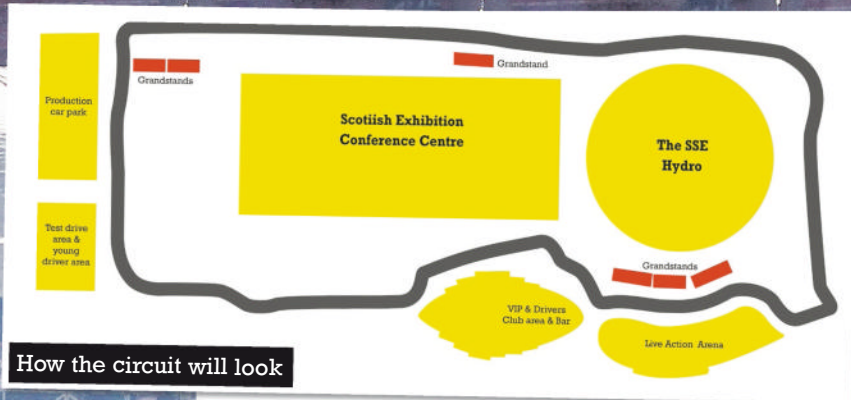 Production
car park
Grandstands
Grandstand
Scotiish Exhibition
Conference Centre
The SSE
Hydro
Test drive
area &
young
driver area
Grandstands
VIP & Drivers
Club area & Bar
Live Action Arena
How the circuit will look